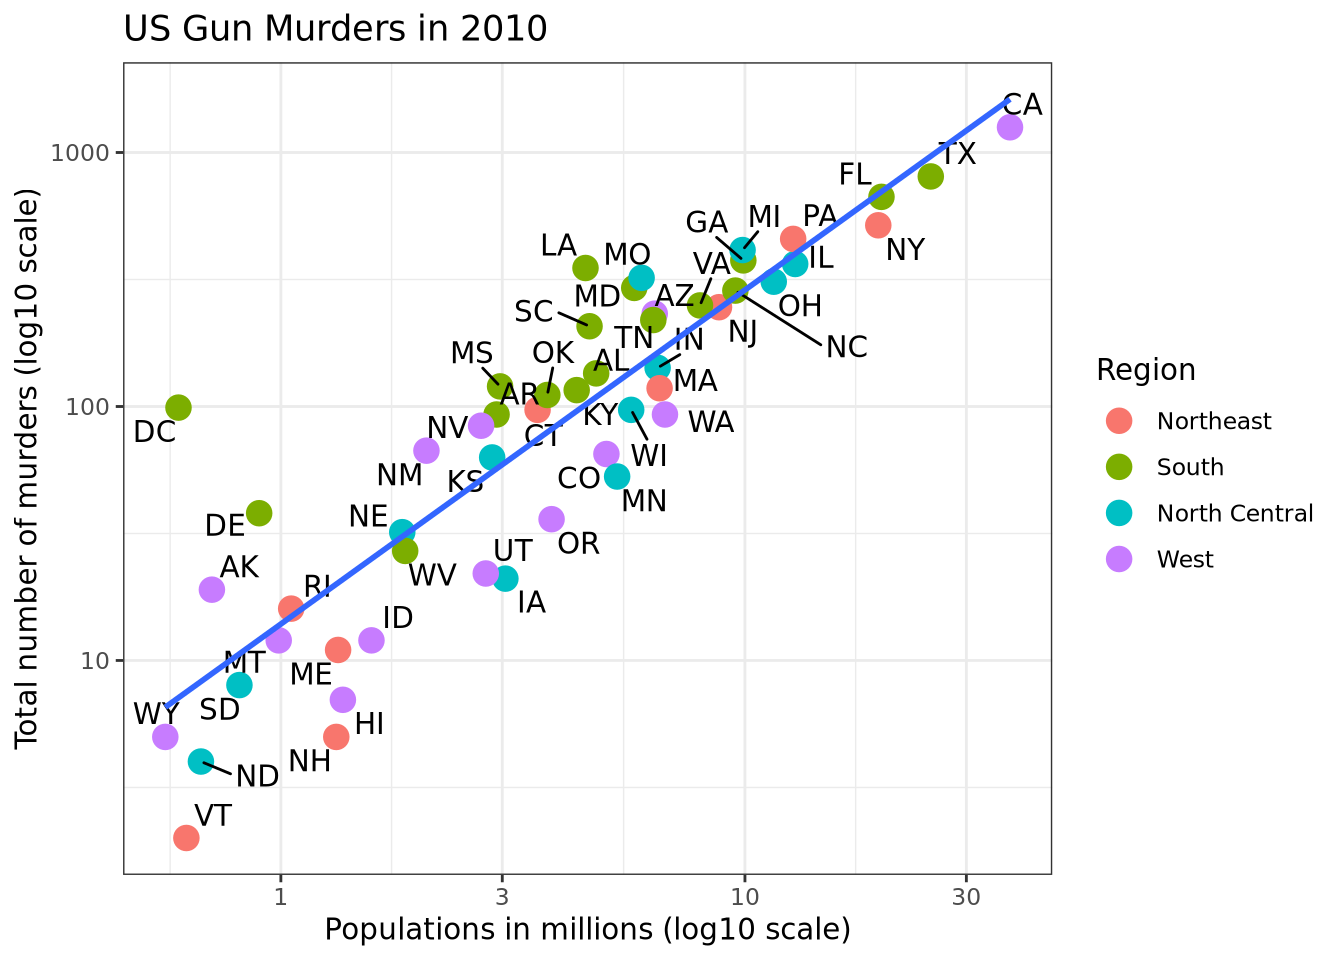 US Gun Murders in 2010
CA
1000
TX
FL
PA
MI
GA
NY
LA
MO
IL
VA
MD
AZ
OH
SC
TN
IN
NJ
NC
MS
OK
AL
Region
MA
AR
100
Northeast
KY
WA
DC
NV
CT
WI
South
NM
KS
CO
MN
North Central
NE
DE
OR
UT
West
AK
WV
RI
IA
ID
10
MT
ME
SD
WY
HI
NH
ND
VT
Total number of murders (log10 scale)
1 3 10 30
Populations in millions (log10 scale)